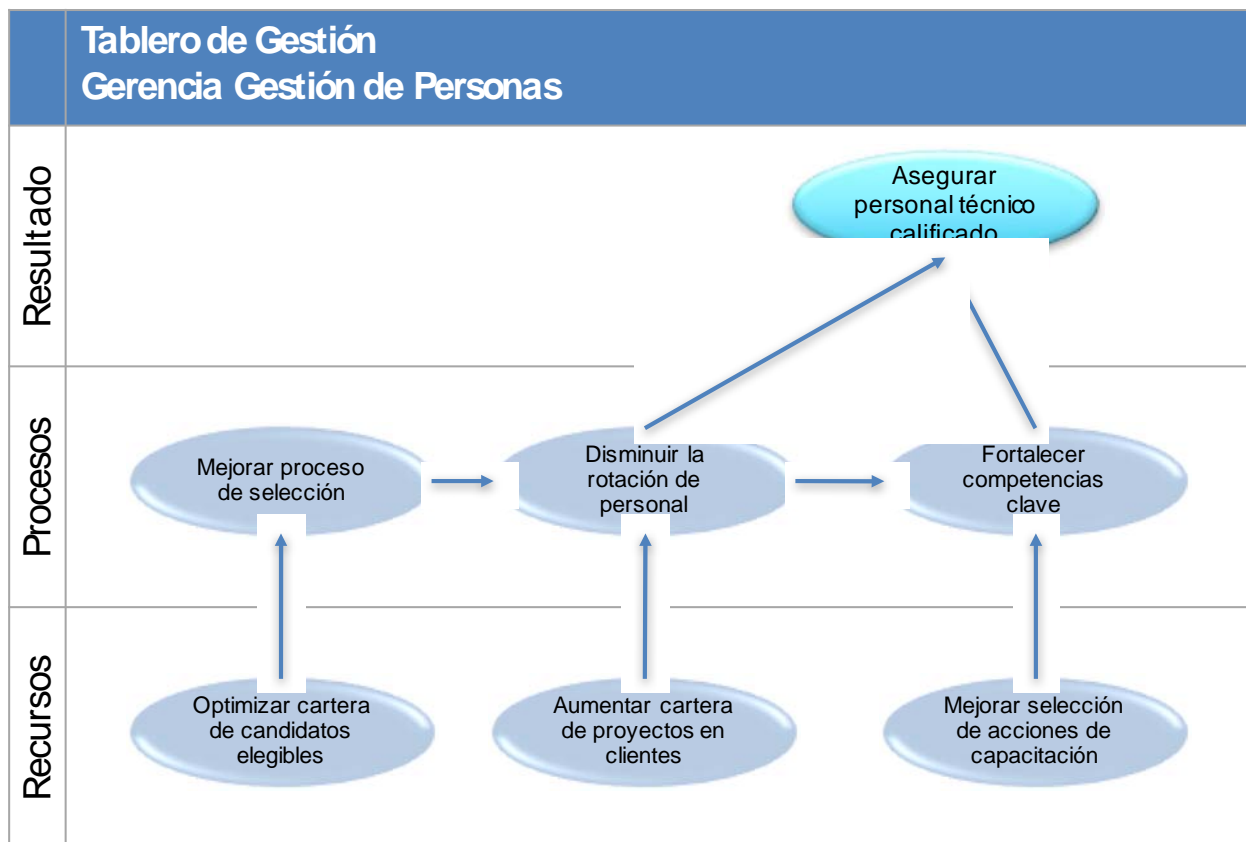 Tablero de Gestión
Gerencia Gestión de Personas
Resultado
Asegurar
personal técnico
calificado
Procesos
Mejorar proceso
de selección
Disminuir la
rotación de
personal
Fortalecer
competencias
clave
Recursos
Optimizar cartera
de candidatos
elegibles
Aumentar cartera
de proyectos en
clientes
Mejorar selección
de acciones de
capacitación